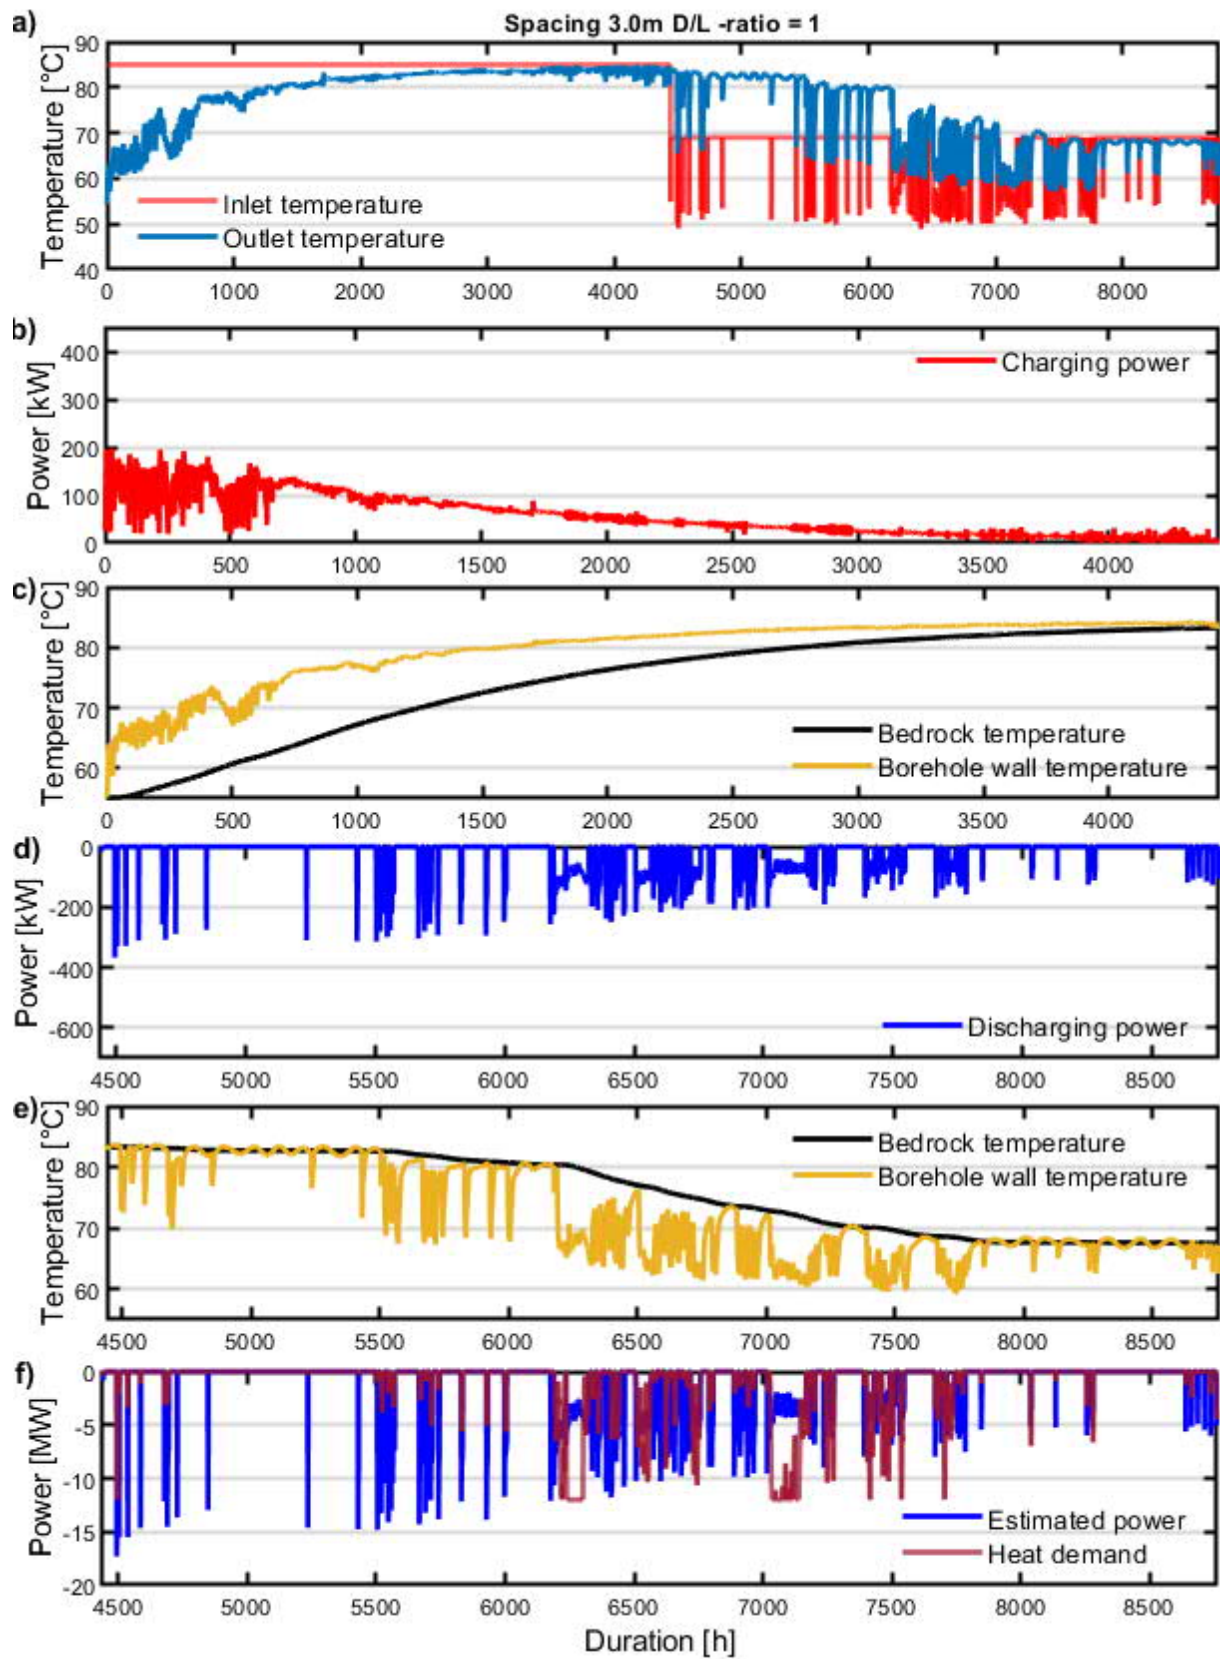 a)
Spacing 3.0m D/L -ratio = 1
Temperature [°C]
90
80
70
60
50
40
Inlet temperature
Outlet temperature
0 1000 2000 3000 4000 5000 6000 7000 8000
b)
Power [kW]
400
300
200
100
0
Charging power
0 500 1000 1500 2000 2500 3000 3500 4000
c)
Temperature [°C]
90
80
70
60
Bedrock temperature
Borehole wall temperature
0 500 1000 1500 2000 2500 3000 3500 4000
d)
Power [kW]
0
-200
-400
-600
Discharging power
4500 5000 5500 6000 6500 7000 7500 8000 8500
e)
Temperature [°C]
90
80
70
60
Bedrock temperature
Borehole wall temperature
4500 5000 5500 6000 6500 7000 7500 8000 8500
f)
Power [MW]
0
-5
-10
-15
-20
Estimated power
Heat demand
4500 5000 5500 6000 6500 7000 7500 8000 8500
Duration [h]